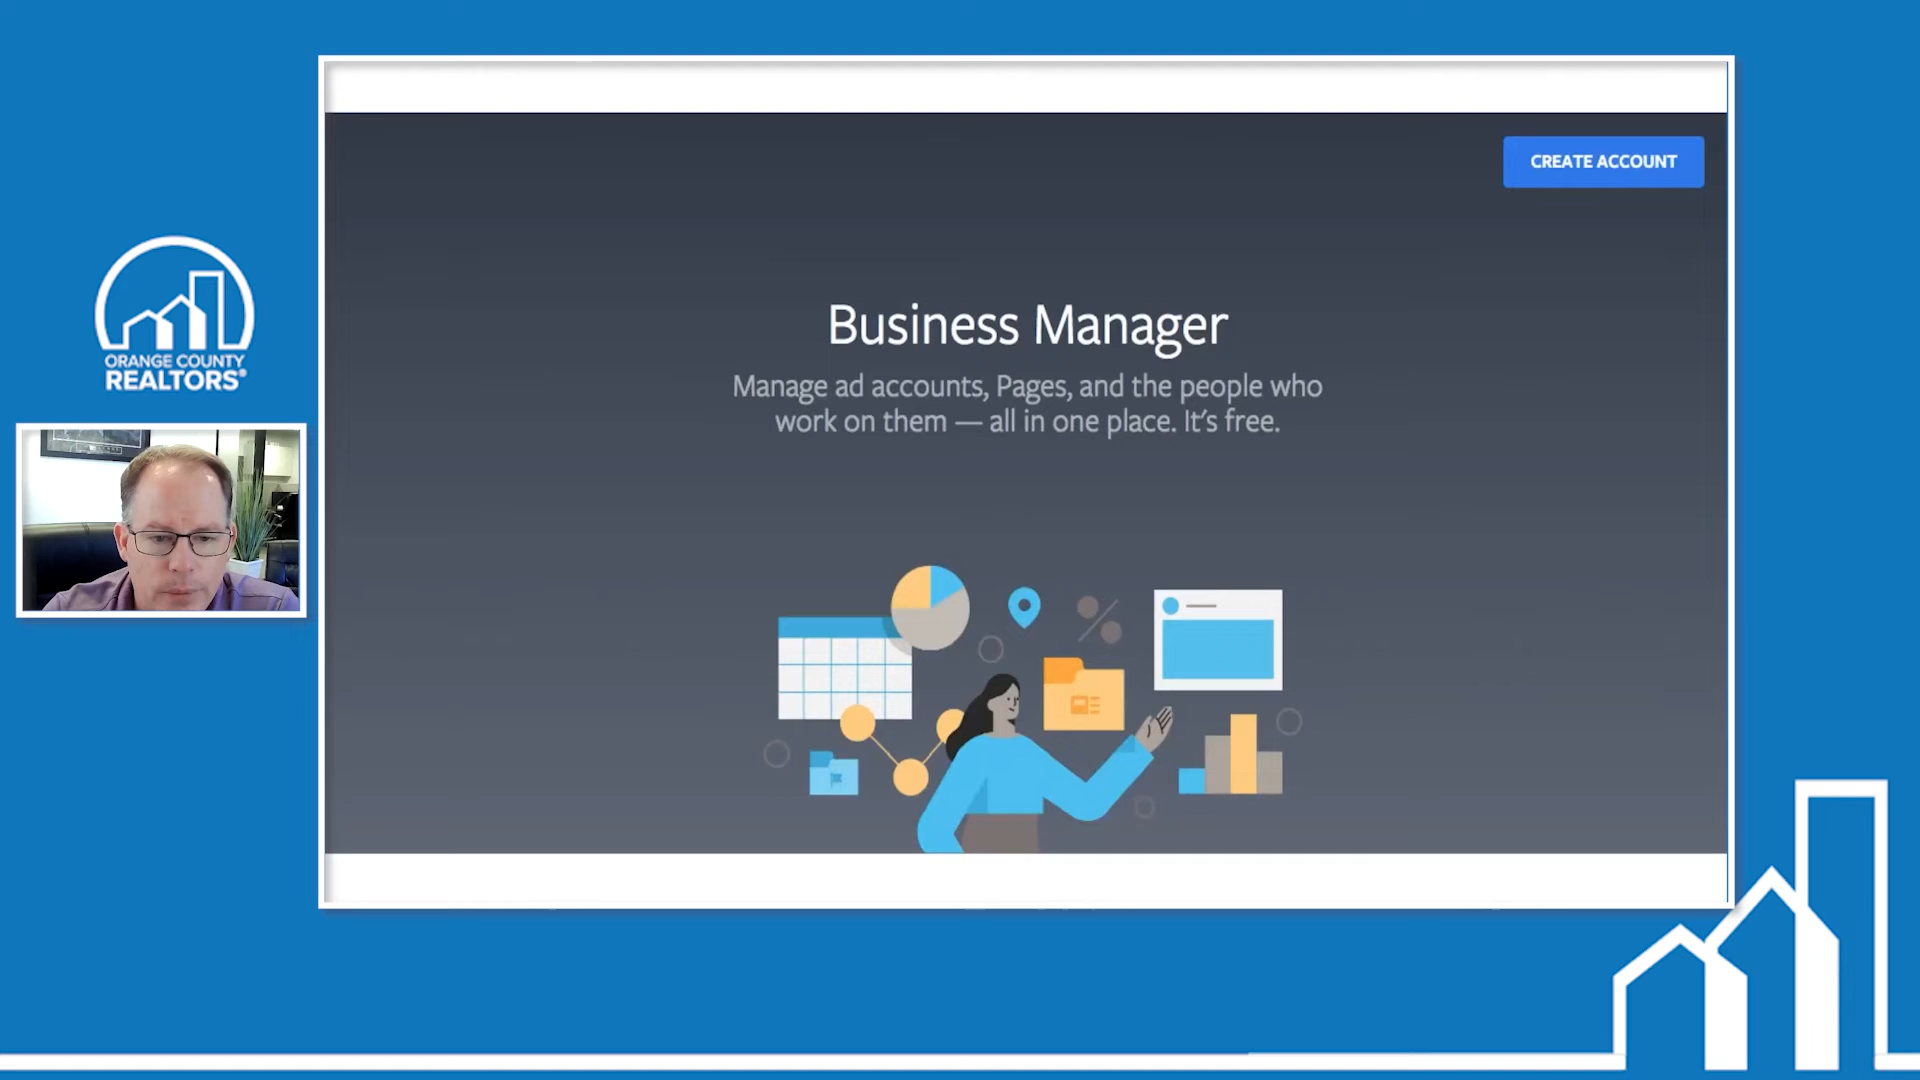 ORANGE COUNTY
REALTORS®
CREATE ACCOUNT
Business Manager
Manage ad accounts, Pages, and the people who
work on them — all in one place. It's free.